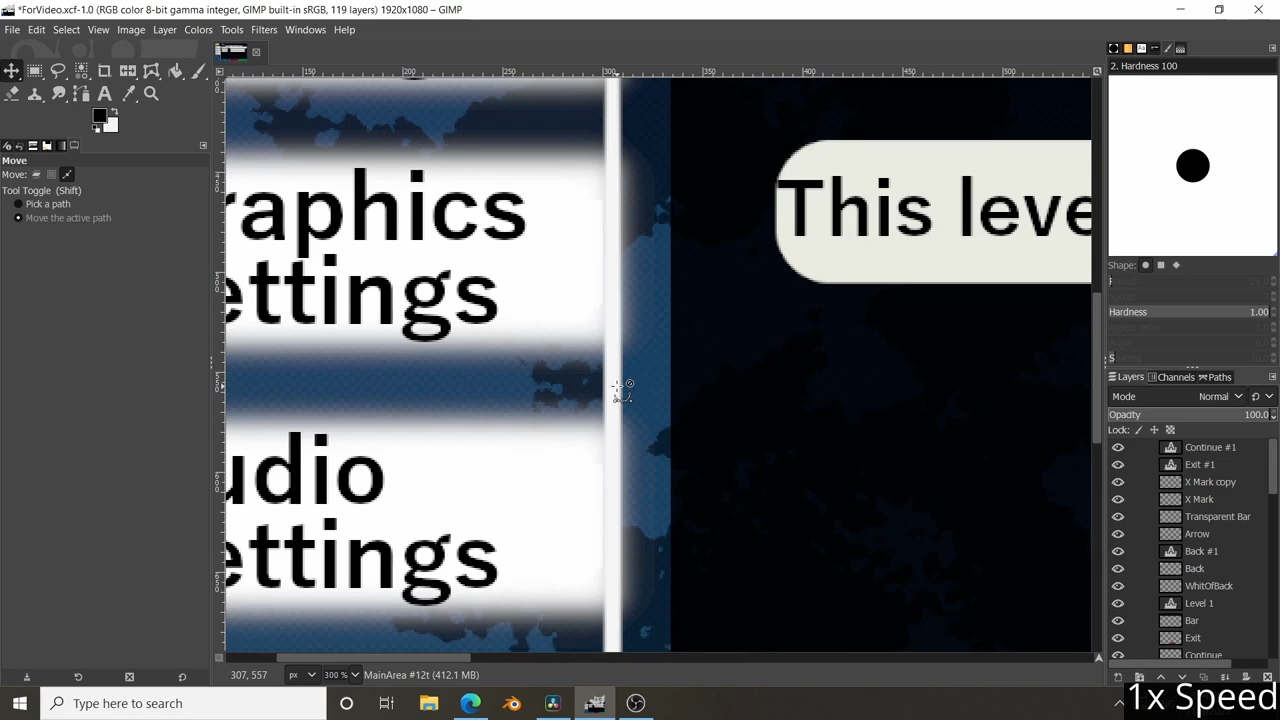 *ForVideo.xcf-1.0 (RGB color 8-bit gamma integer, GIMP built-in sRGB, 119 layers) 1920x1080 – GIMP
File Edit Select View Image Layer Colors Tools Filters Windows Help
150 200 250 300 350 400 450 500
2. Hardness 100
Move
Move:
Tool Toggle (Shift)
Pick a path
Move the active path
raphics
ettings
udio
ettings
This leve
Shape:
Hardness 1.00
Layers Channels Paths
Mode Normal
Opacity 100.0
Lock:
Continue #1
Exit #1
X Mark copy
X Mark
Transparent Bar
Arrow
Back #1
Back
WhitOfBack
Level 1
Bar
Exit
Continue
307, 557 px 300 % MainArea #12t (412.1 MB)
Type here to search
1x Speed